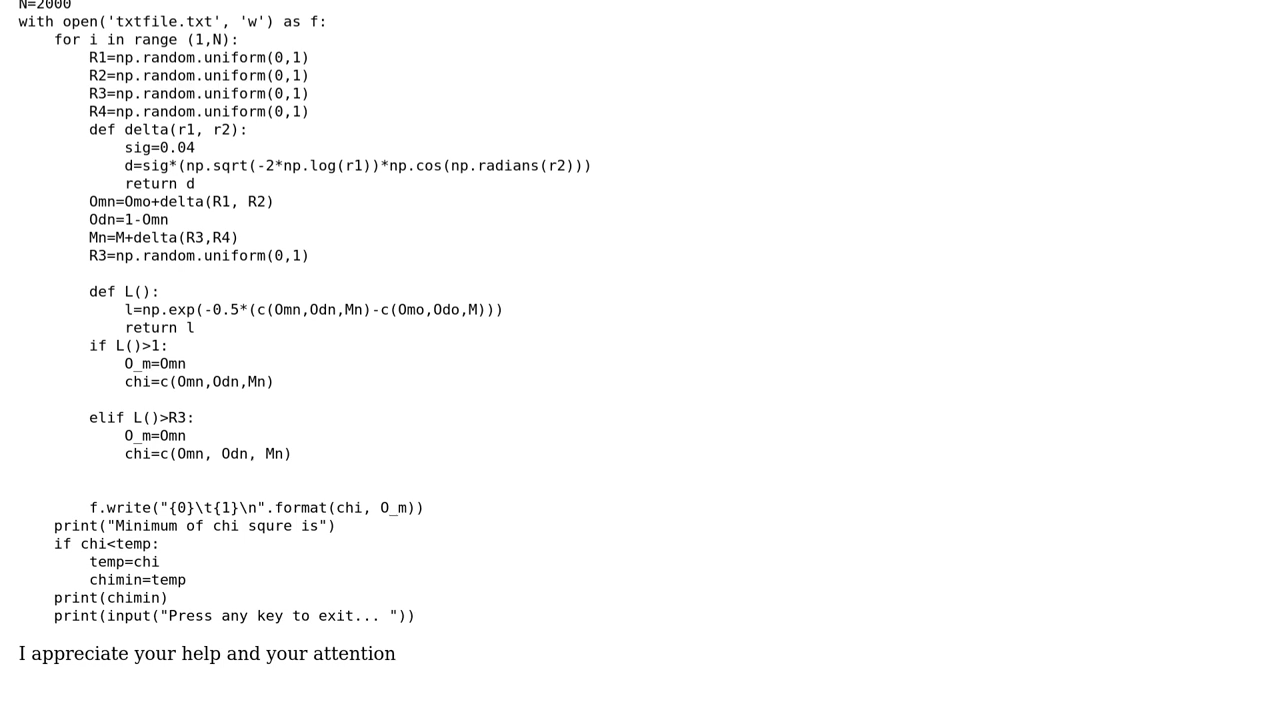 N=2000
with open('txtfile.txt', 'w') as f:
    for i in range (1,N):
        R1=np.random.uniform(0,1)
        R2=np.random.uniform(0,1)
        R3=np.random.uniform(0,1)
        R4=np.random.uniform(0,1)
        def delta(r1, r2):
            sig=0.04
            d=sig*(np.sqrt(-2*np.log(r1))*np.cos(np.radians(r2)))
            return d
        Omn=Omo+delta(R1, R2)
        Odn=1-Omn
        Mn=M+delta(R3,R4)
        R3=np.random.uniform(0,1)

        def L():
            l=np.exp(-0.5*(c(Omn,Odn,Mn)-c(Omo,Odo,M)))
            return l
        if L()>1:
            O_m=Omn
            chi=c(Omn,Odn,Mn)

        elif L()>R3:
            O_m=Omn
            chi=c(Omn, Odn, Mn)


        f.write("{0}\t{1}\n".format(chi, O_m))
    print("Minimum of chi squre is")
    if chi<temp:
        temp=chi
        chimin=temp
    print(chimin)
    print(input("Press any key to exit... "))
I appreciate your help and your attention